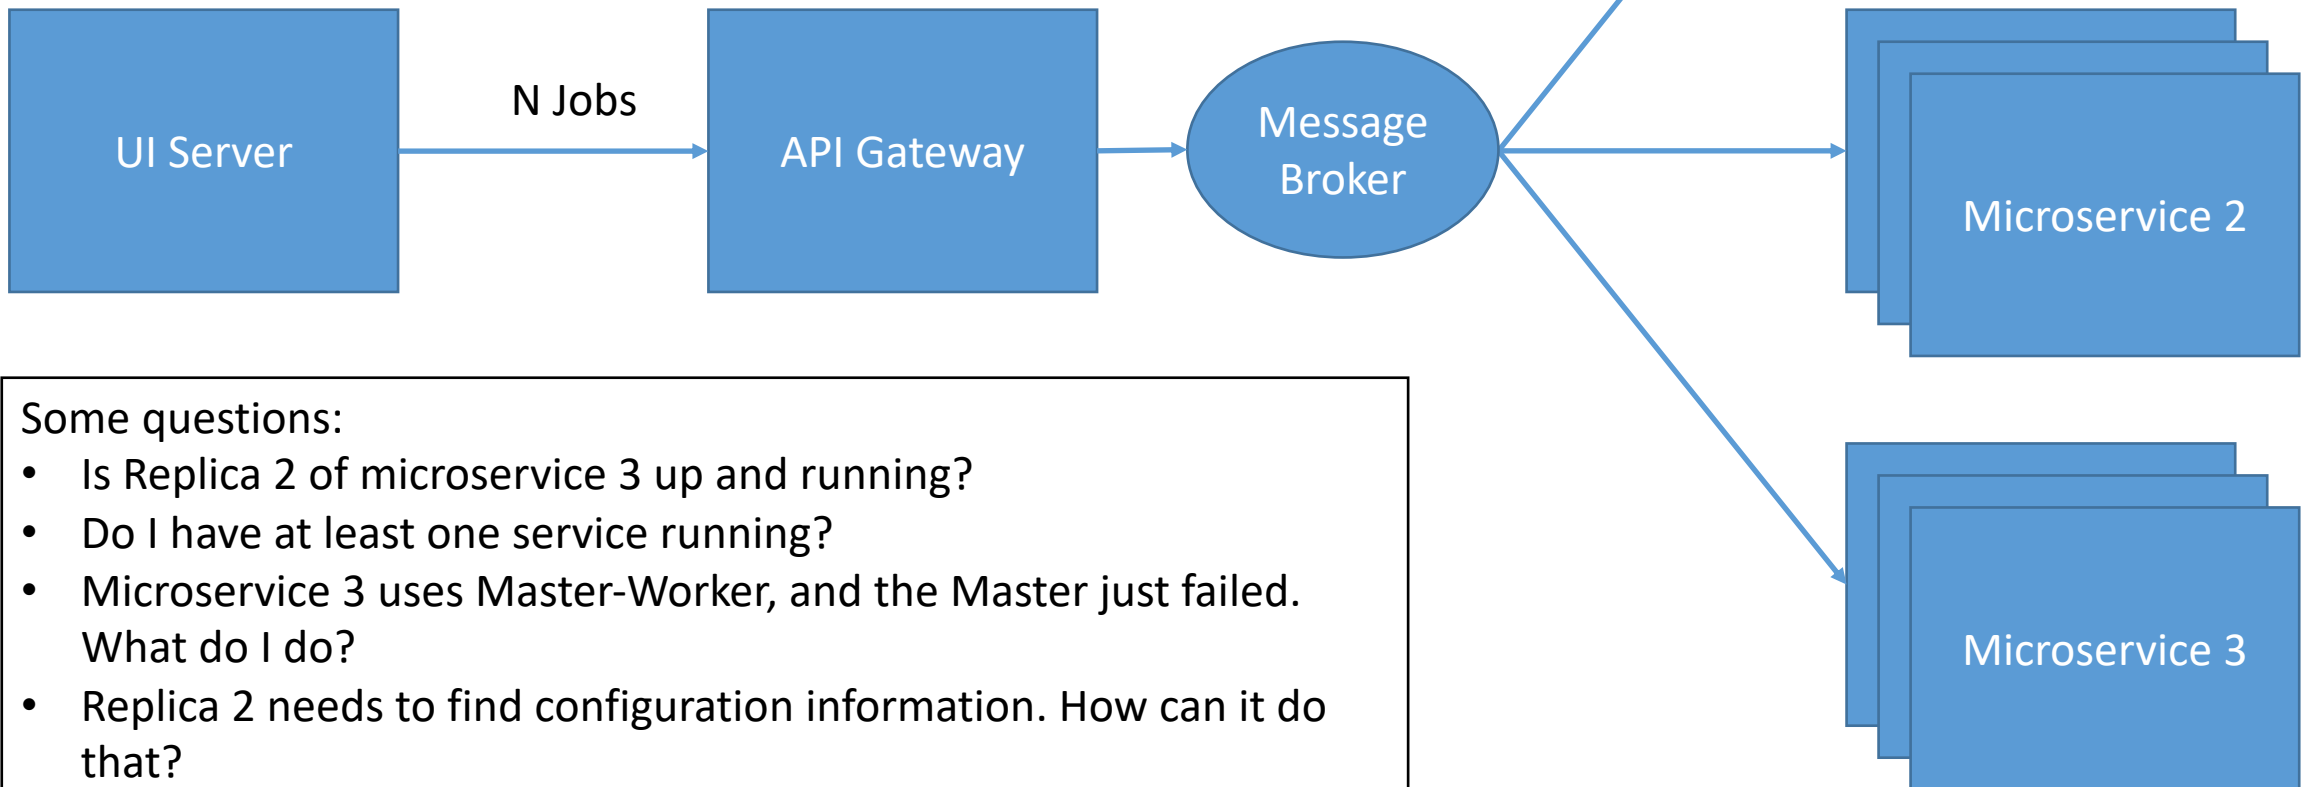 N Jobs
UI Server
API Gateway
Message
Broker
Microservice 2
Some questions:
• Is Replica 2 of microservice 3 up and running?
• Do I have at least one service running?
• Microservice 3 uses Master-Worker, and the Master just failed.
What do I do?
• Replica 2 needs to find configuration information. How can it do
that?
Microservice 3